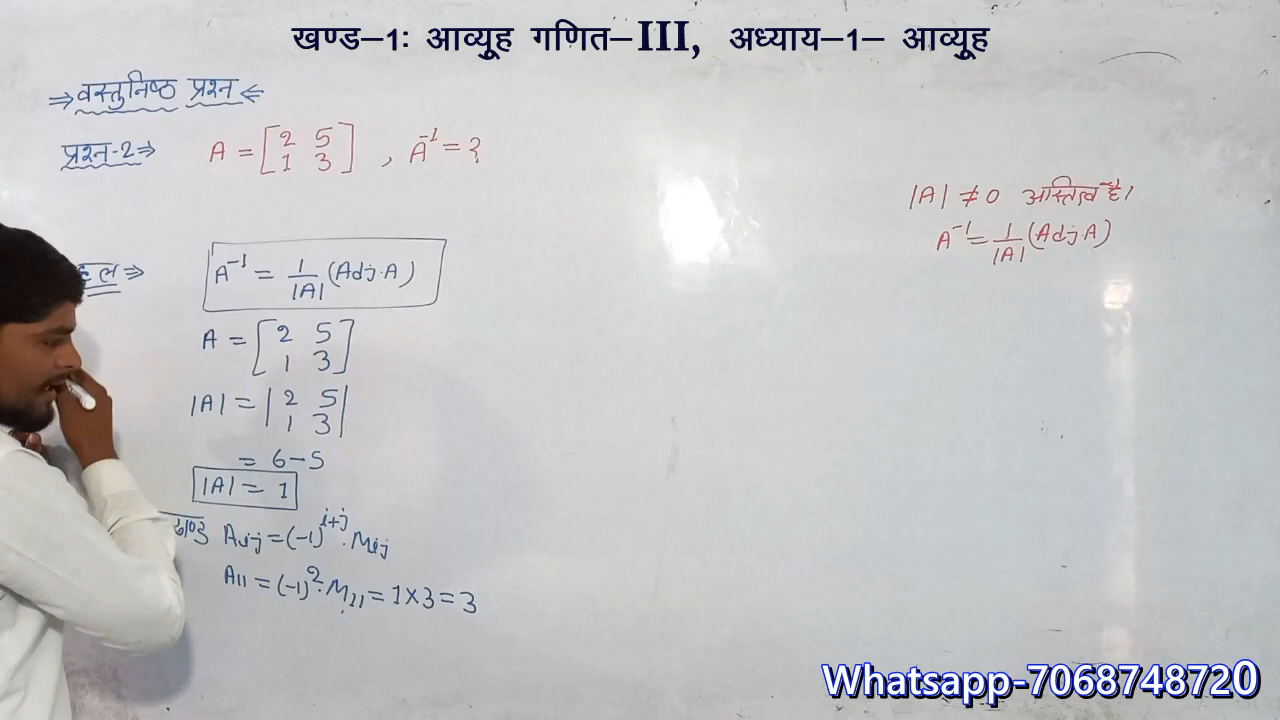 खण्ड–1: आव्यूह गणित–III, अध्याय–1– आव्यूह
⇒ वस्तुनिष्ठ प्रश्न ⇐
प्रश्न-2⇒ A = [2 5
1 3] , A⁻¹ = ?
|A| ≠ 0 अस्तित्व है।
A⁻¹ = 1/|A| (Adj.A)
हल ⇒ A⁻¹ = 1/|A| (Adj.A)
A = [2 5
1 3]
|A| = |2 5
1 3|
= 6-5
|A| = 1
Aij = (-1)^i+j . Mij
A11 = (-1)². M11 = 1×3 = 3
Whatsapp-7068748720